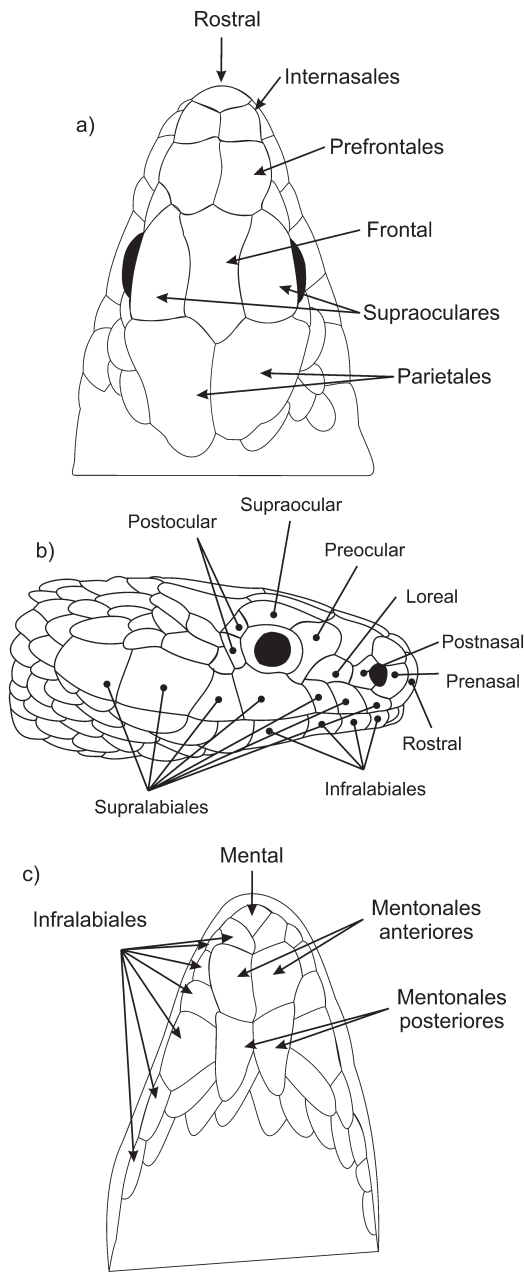 Rostral
Internasales
a)
Prefrontales
Frontal
Supraoculares
Parietales
b)
Supraocular
Postocular
Preocular
Loreal
Postnasal
Prenasal
Rostral
Infralabiales
Supralabiales
c)
Mental
Infralabiales
Mentonales
anteriores
Mentonales
posteriores